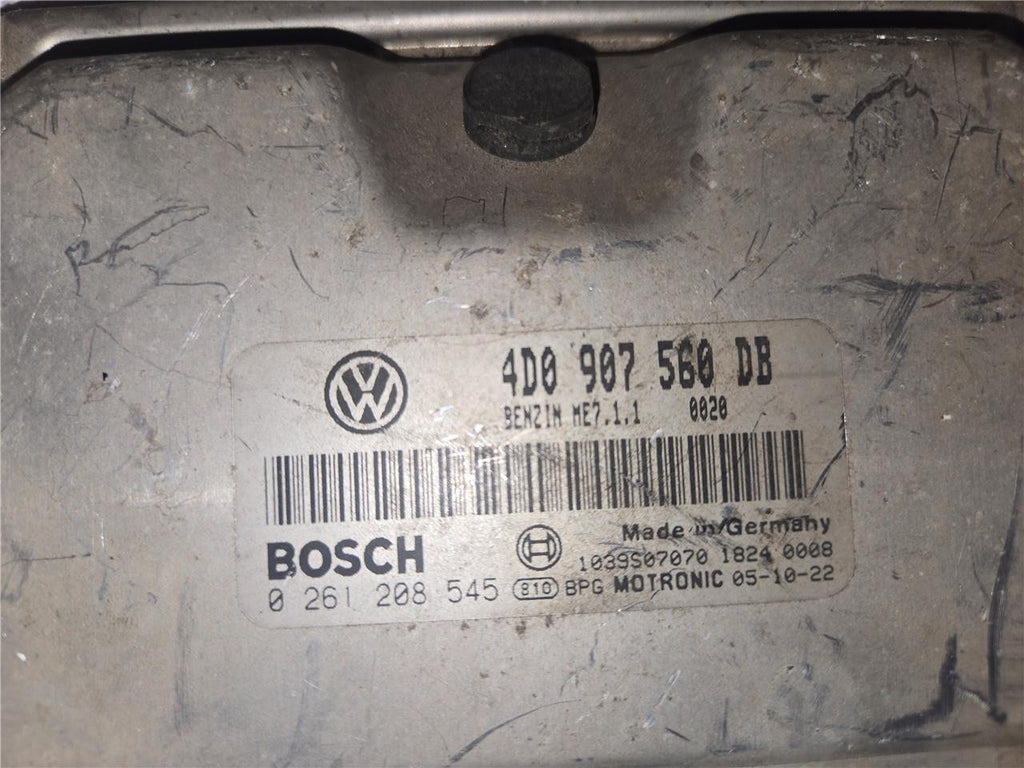 4D0 907 560 DB
BENZIN ME7.1.1 0020
BOSCH
Made in Germany
1039S07070 1824 0008
0 261 208 545 810 BPG MOTRONIC 05-10-22